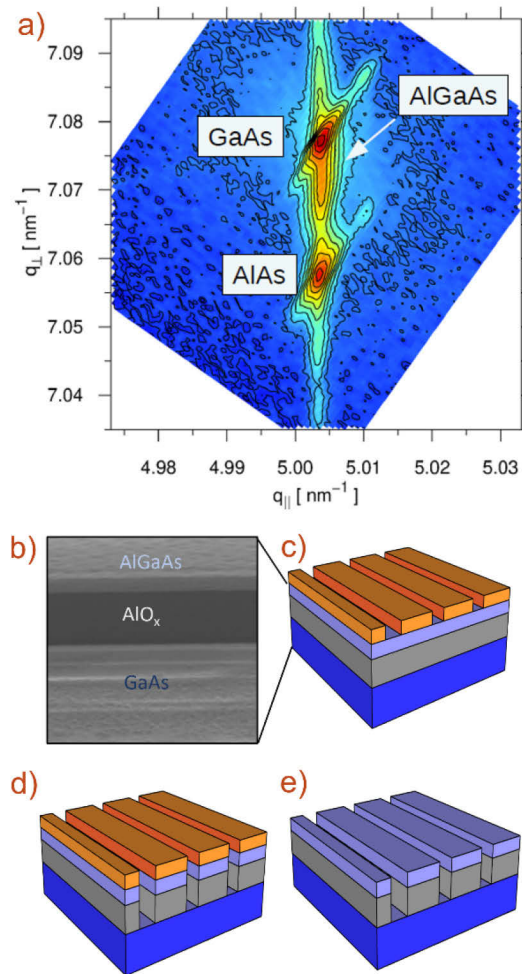 a)
7.09
7.08
7.07
7.06
7.05
7.04
q⊥ [ nm⁻¹ ]
GaAs
AlGaAs
AlAs
4.98
4.99
5.00
5.01
5.02
5.03
q|| [ nm⁻¹ ]
b)
AlGaAs
AlOₓ
GaAs
c)
d)
e)